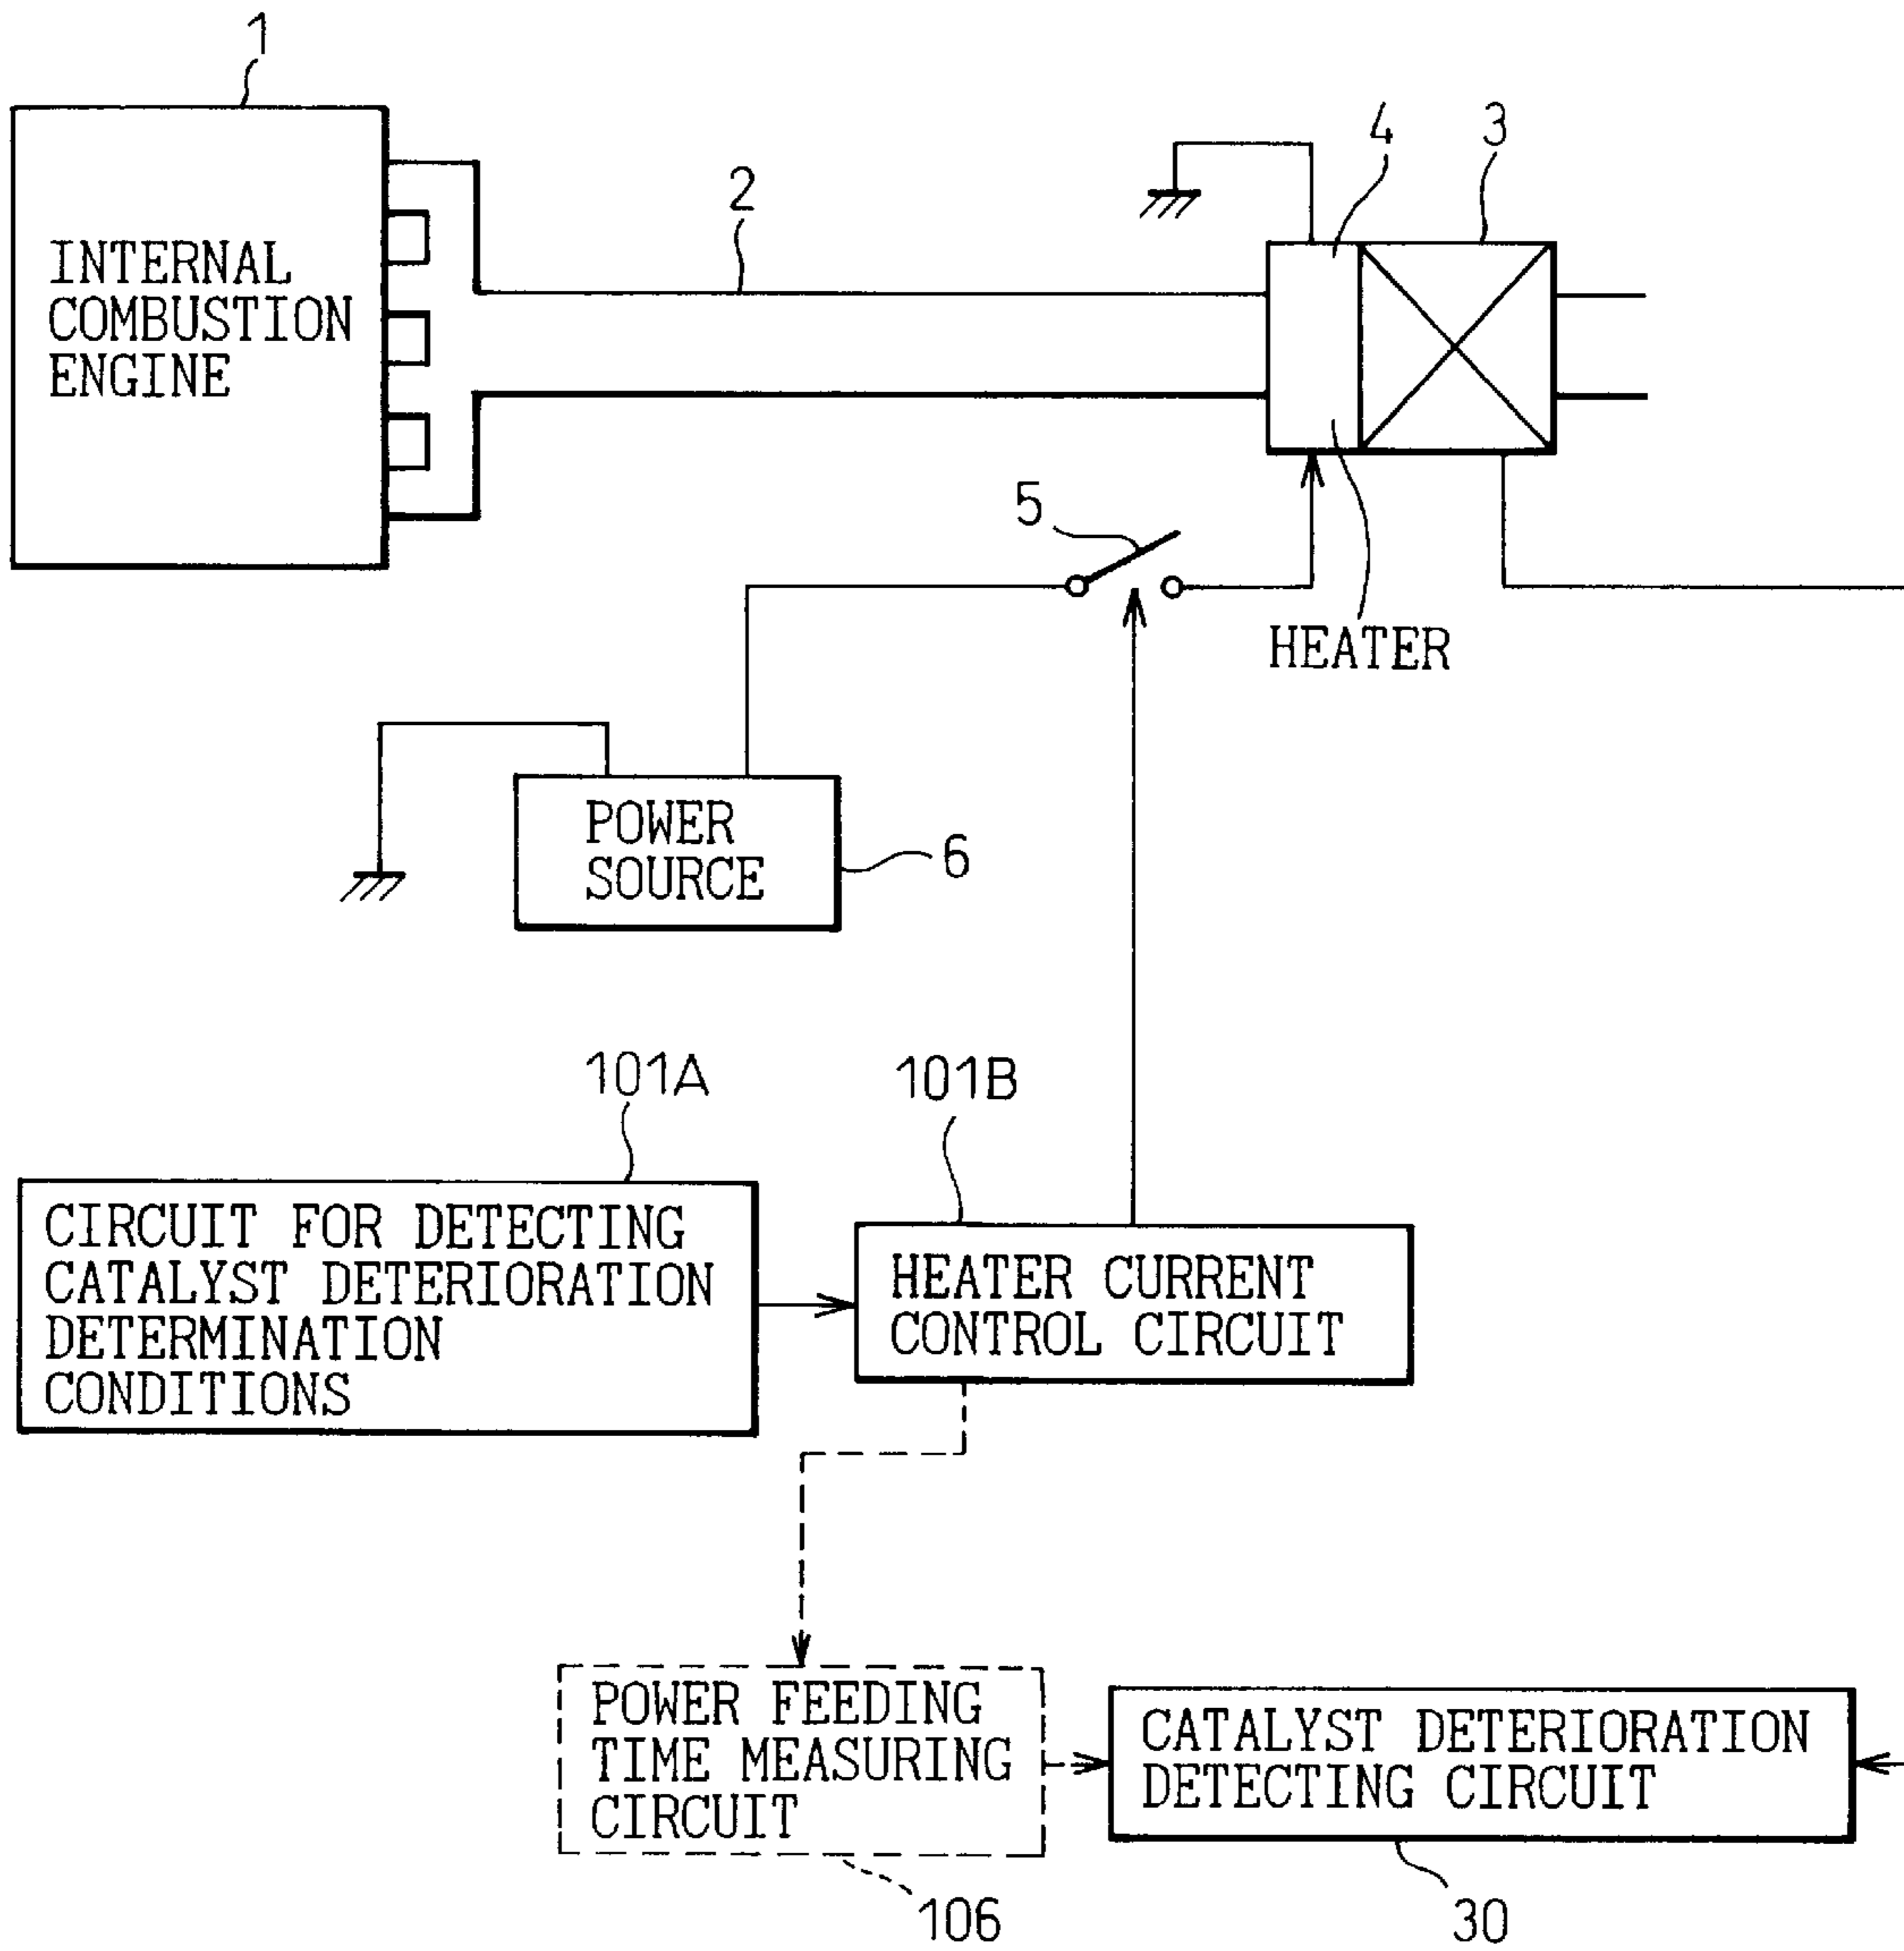 1
INTERNAL
COMBUSTION
ENGINE
2
4
3
5
HEATER
POWER
SOURCE
6
101A
101B
CIRCUIT FOR DETECTING
CATALYST DETERIORATION
DETERMINATION
CONDITIONS
HEATER CURRENT
CONTROL CIRCUIT
POWER FEEDING
TIME MEASURING
CIRCUIT
CATALYST DETERIORATION
DETECTING CIRCUIT
106
30